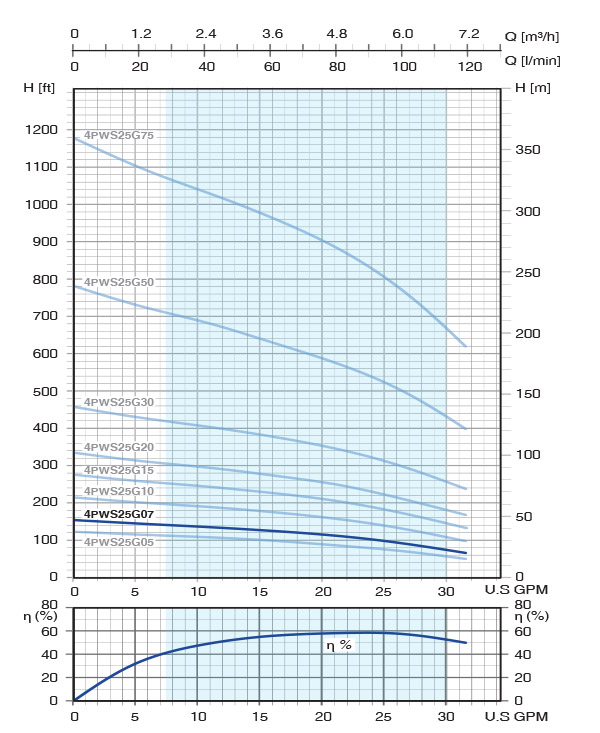 0 1.2 2.4 3.6 4.8 6.0 7.2 Q [m³/h]
0 20 40 60 80 100 120 Q [l/min]
H [ft] H [m]
1200
1100
1000
900
800
700
600
500
400
300
200
100
0
350
300
250
200
150
100
50
0
4PWS25G75
4PWS25G50
4PWS25G30
4PWS25G20
4PWS25G15
4PWS25G10
4PWS25G07
4PWS25G05
0 5 10 15 20 25 30 U.S GPM
80 80
η (%) η (%)
60 60
η %
40 40
20 20
0 0
0 5 10 15 20 25 30 U.S GPM